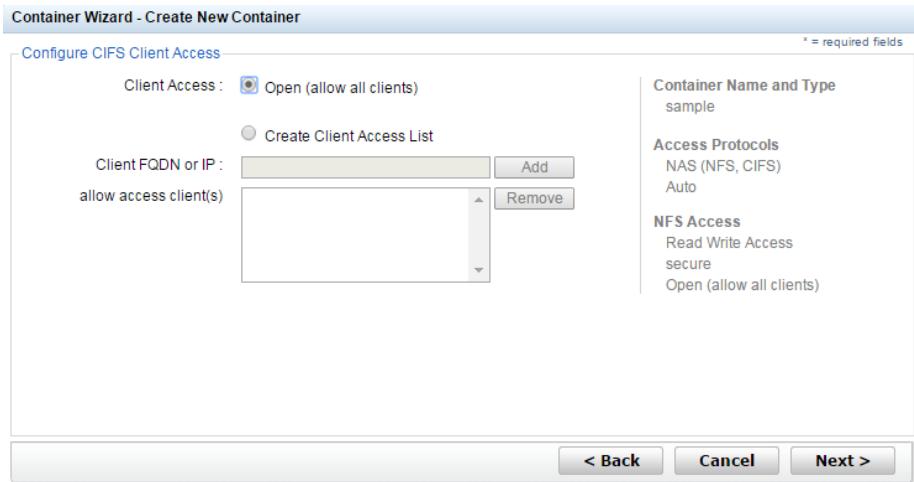 Container Wizard - Create New Container
* = required fields
Configure CIFS Client Access
Client Access :
Open (allow all clients)
Create Client Access List
Client FQDN or IP :
Add
allow access client(s)
Remove
Container Name and Type
sample
Access Protocols
NAS (NFS, CIFS)
Auto
NFS Access
Read Write Access
secure
Open (allow all clients)
< Back
Cancel
Next >